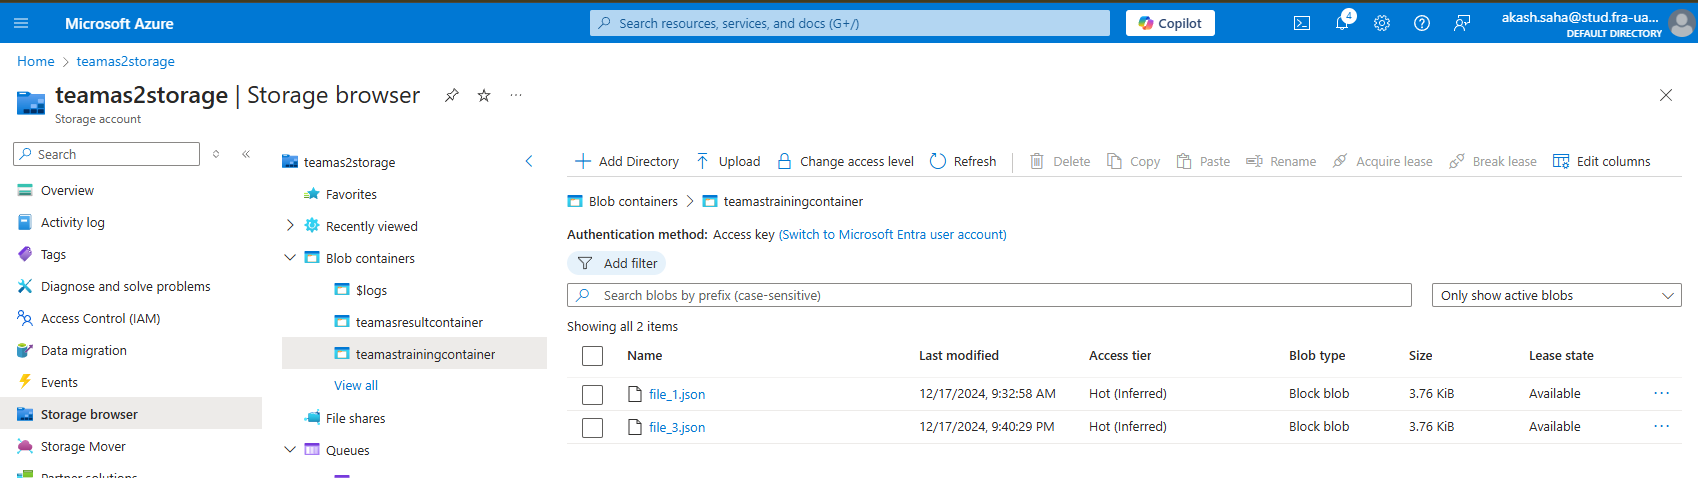 Microsoft Azure
Search resources, services, and docs (G+/)
Copilot
4
akash.saha@stud.fra-ua...
DEFAULT DIRECTORY
Home > teamas2storage
teamas2storage | Storage browser
Storage account
Search
Overview
Activity log
Tags
Diagnose and solve problems
Access Control (IAM)
Data migration
Events
Storage browser
Storage Mover
Partner solutions
teamas2storage
Favorites
Recently viewed
Blob containers
$logs
teamasresultcontainer
teamastrainingcontainer
View all
File shares
Queues
Add Directory Upload Change access level Refresh Delete Copy Paste Rename Acquire lease Break lease Edit columns
Blob containers > teamastrainingcontainer
Authentication method: Access key (Switch to Microsoft Entra user account)
Add filter
Search blobs by prefix (case-sensitive)
Only show active blobs
Showing all 2 items
Name Last modified Access tier Blob type Size Lease state
file_1.json 12/17/2024, 9:32:58 AM Hot (Inferred) Block blob 3.76 KiB Available
file_3.json 12/17/2024, 9:40:29 PM Hot (Inferred) Block blob 3.76 KiB Available